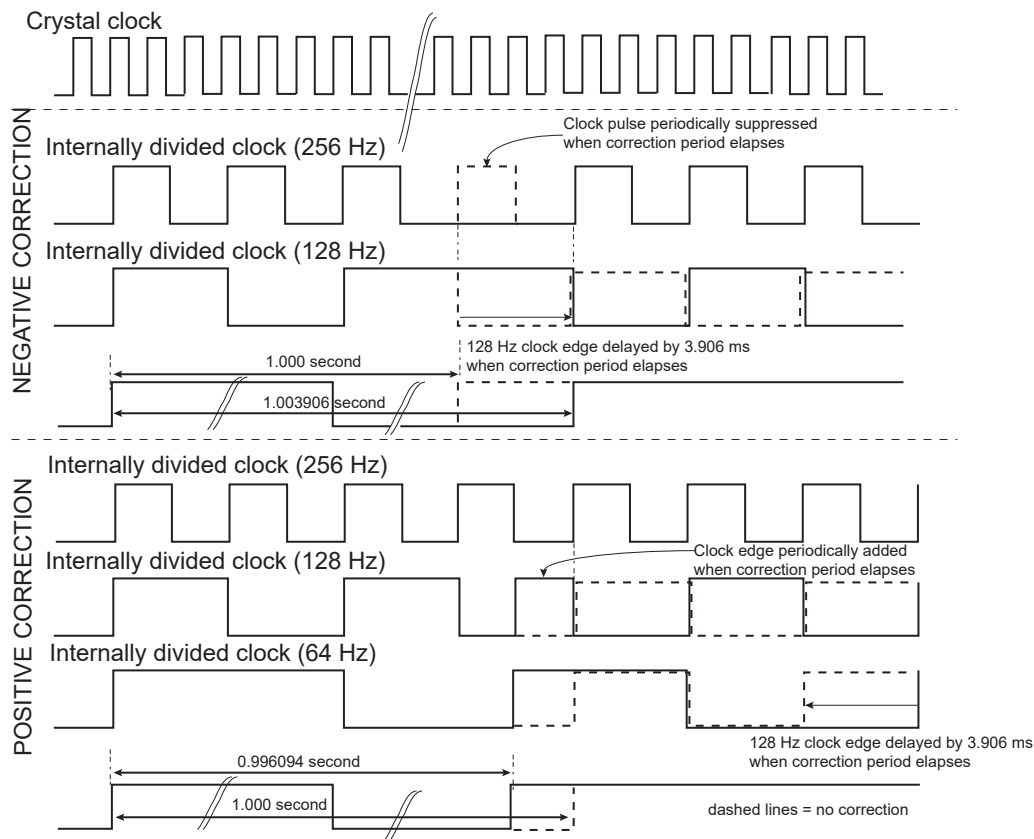 Crystal clock
NEGATIVE CORRECTION
Clock pulse periodically suppressed
when correction period elapses
Internally divided clock (256 Hz)
Internally divided clock (128 Hz)
128 Hz clock edge delayed by 3.906 ms
when correction period elapses
1.000 second
1.003906 second
POSITIVE CORRECTION
Internally divided clock (256 Hz)
Internally divided clock (128 Hz)
Clock edge periodically added
when correction period elapses
Internally divided clock (64 Hz)
128 Hz clock edge delayed by 3.906 ms
when correction period elapses
0.996094 second
1.000 second
dashed lines = no correction